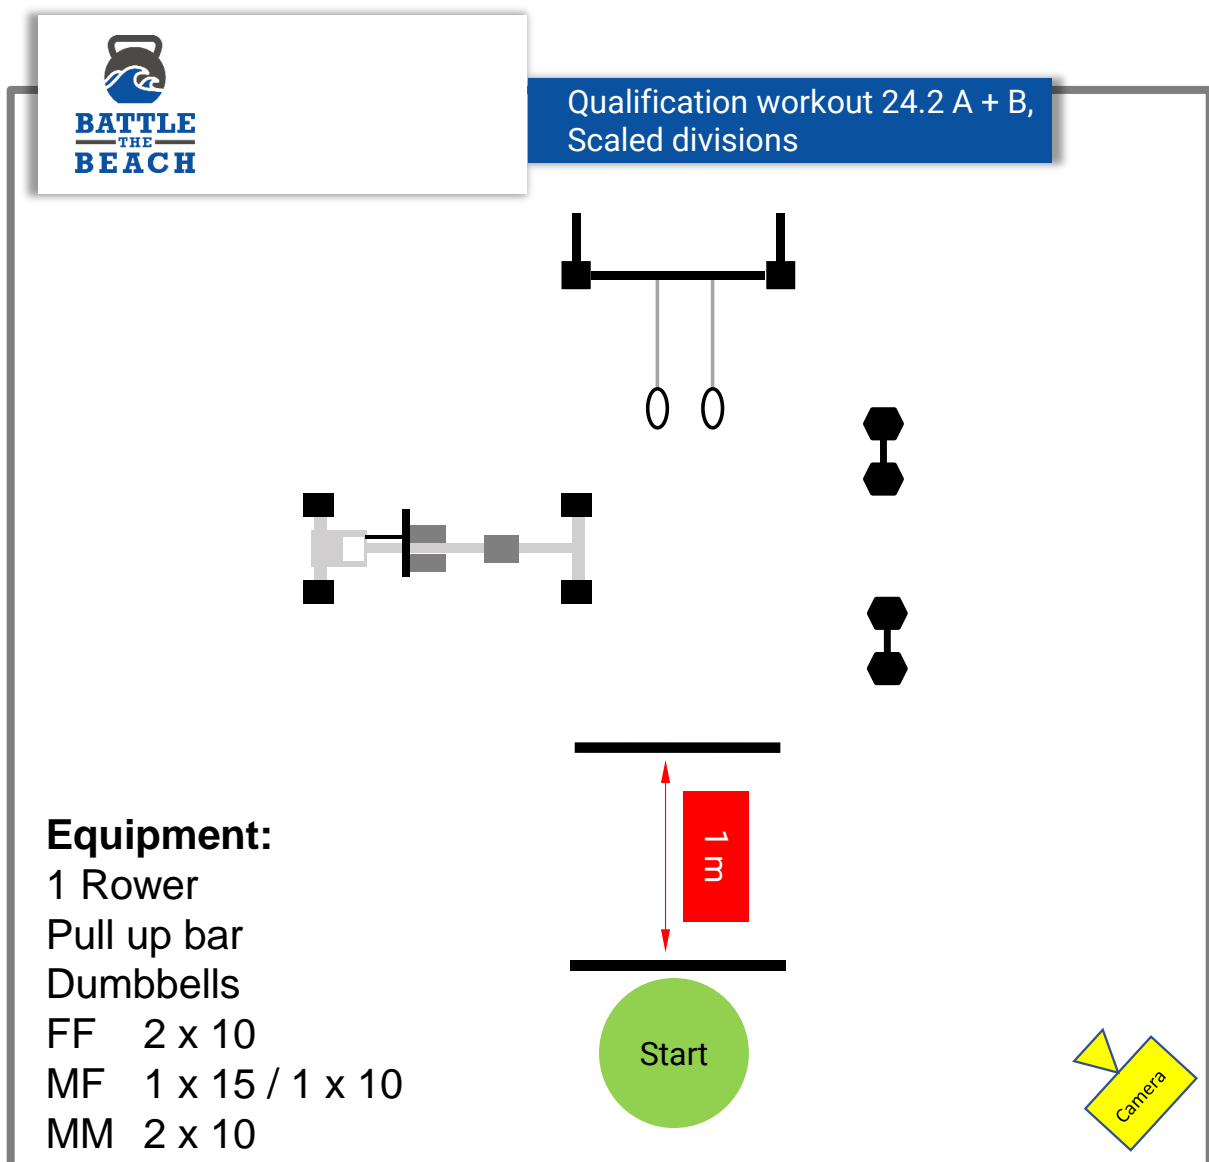 BATTLE
THE
BEACH
Qualification workout 24.2 A + B,
Scaled divisions
1 m
Equipment:
1 Rower
Pull up bar
Dumbbells
FF 2 x 10
MF 1 x 15 / 1 x 10
MM 2 x 10
Start
Camera